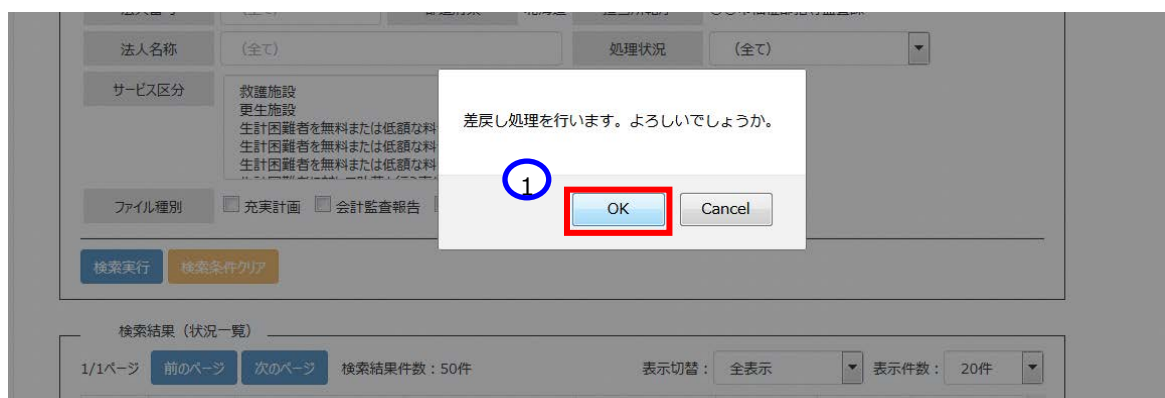 (全て)
北海道
法人名称 (全て) 処理状況 (全て)
サービス区分
救護施設
更生施設
生計困難者を無料または低額な料
生計困難者を無料または低額な料
生計困難者を無料または低額な料
差戻し処理を行います。よろしいでしょうか。
1
OK Cancel
ファイル種別 充実計画 会計監査報告
検索実行 検索条件クリア
検索結果（状況一覧）
1/1ページ 前のページ 次のページ 検索結果件数：50件 表示切替： 全表示 表示件数： 20件